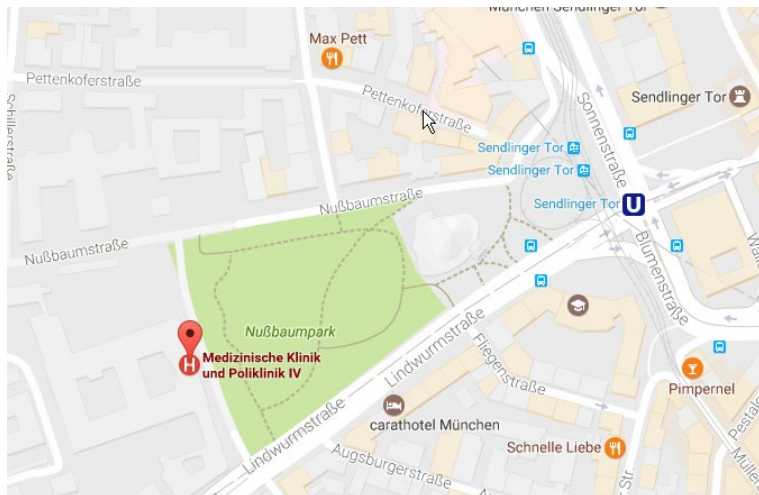 München Sendlinger Tor
Max Pett
Pettenkoferstraße
Pettenkoferstraße
Schillerstraße
Sendlinger Tor
Sonnenstraße
Sendlinger Tor
Sendlinger Tor
Sendlinger Tor
U
Nußbaumstraße
Nußbaumstraße
Blumenstraße
Nußbaumpark
H
Medizinische Klinik
und Poliklinik IV
Lindwurmstraße
Fliegenstraße
Pimpernel
carathotel München
Lindwurmstraße
Schnelle Liebe
Augsburgerstraße
Str.